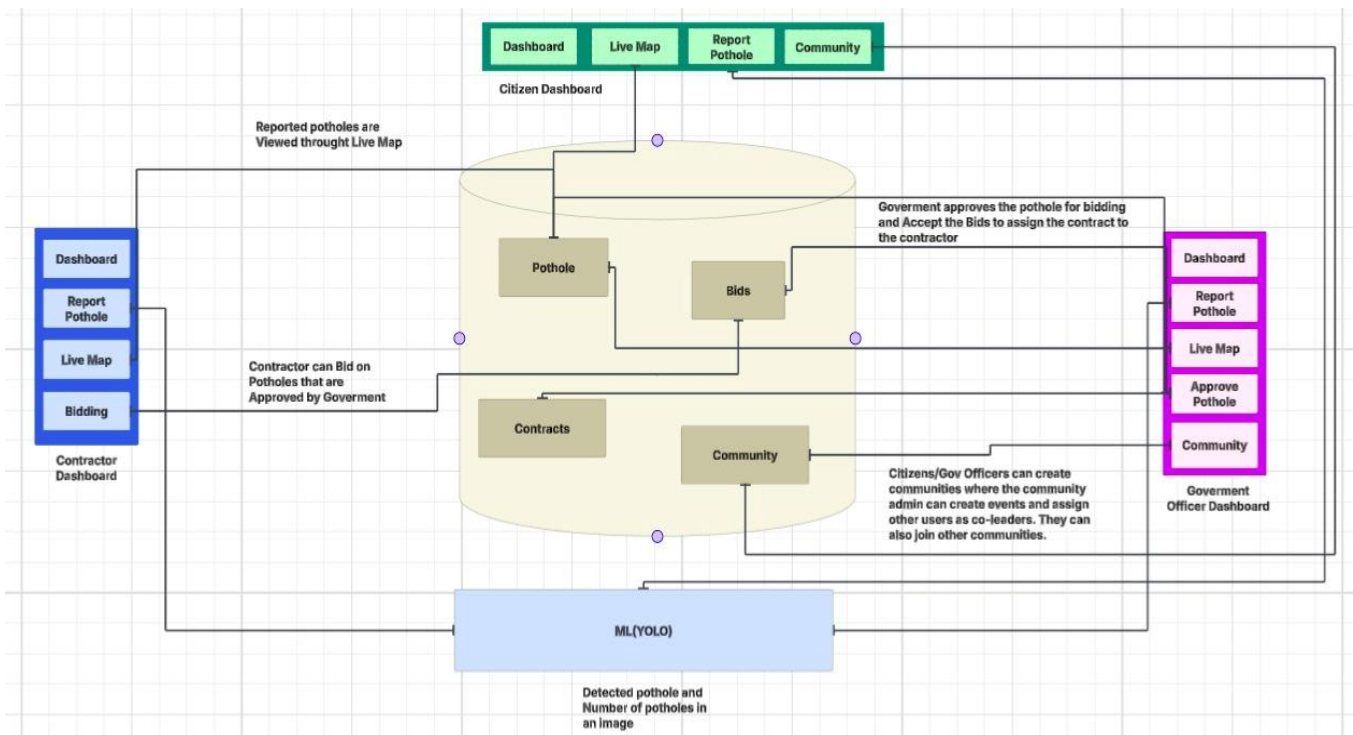 Dashboard
Live Map
Report
Pothole
Community
Citizen Dashboard
Reported potholes are
Viewed throught Live Map
Goverment approves the pothole for bidding
and Accept the Bids to assign the contract to
the contractor
Dashboard
Report
Pothole
Live Map
Bidding
Contractor
Dashboard
Contractor can Bid on
Potholes that are
Approved by Goverment
Pothole
Bids
Contracts
Community
Dashboard
Report
Pothole
Live Map
Approve
Pothole
Community
Goverment
Officer Dashboard
Citizens/Gov Officers can create
communities where the community
admin can create events and assign
other users as co-leaders. They can
also join other communities.
ML(YOLO)
Detected pothole and
Number of potholes in
an image